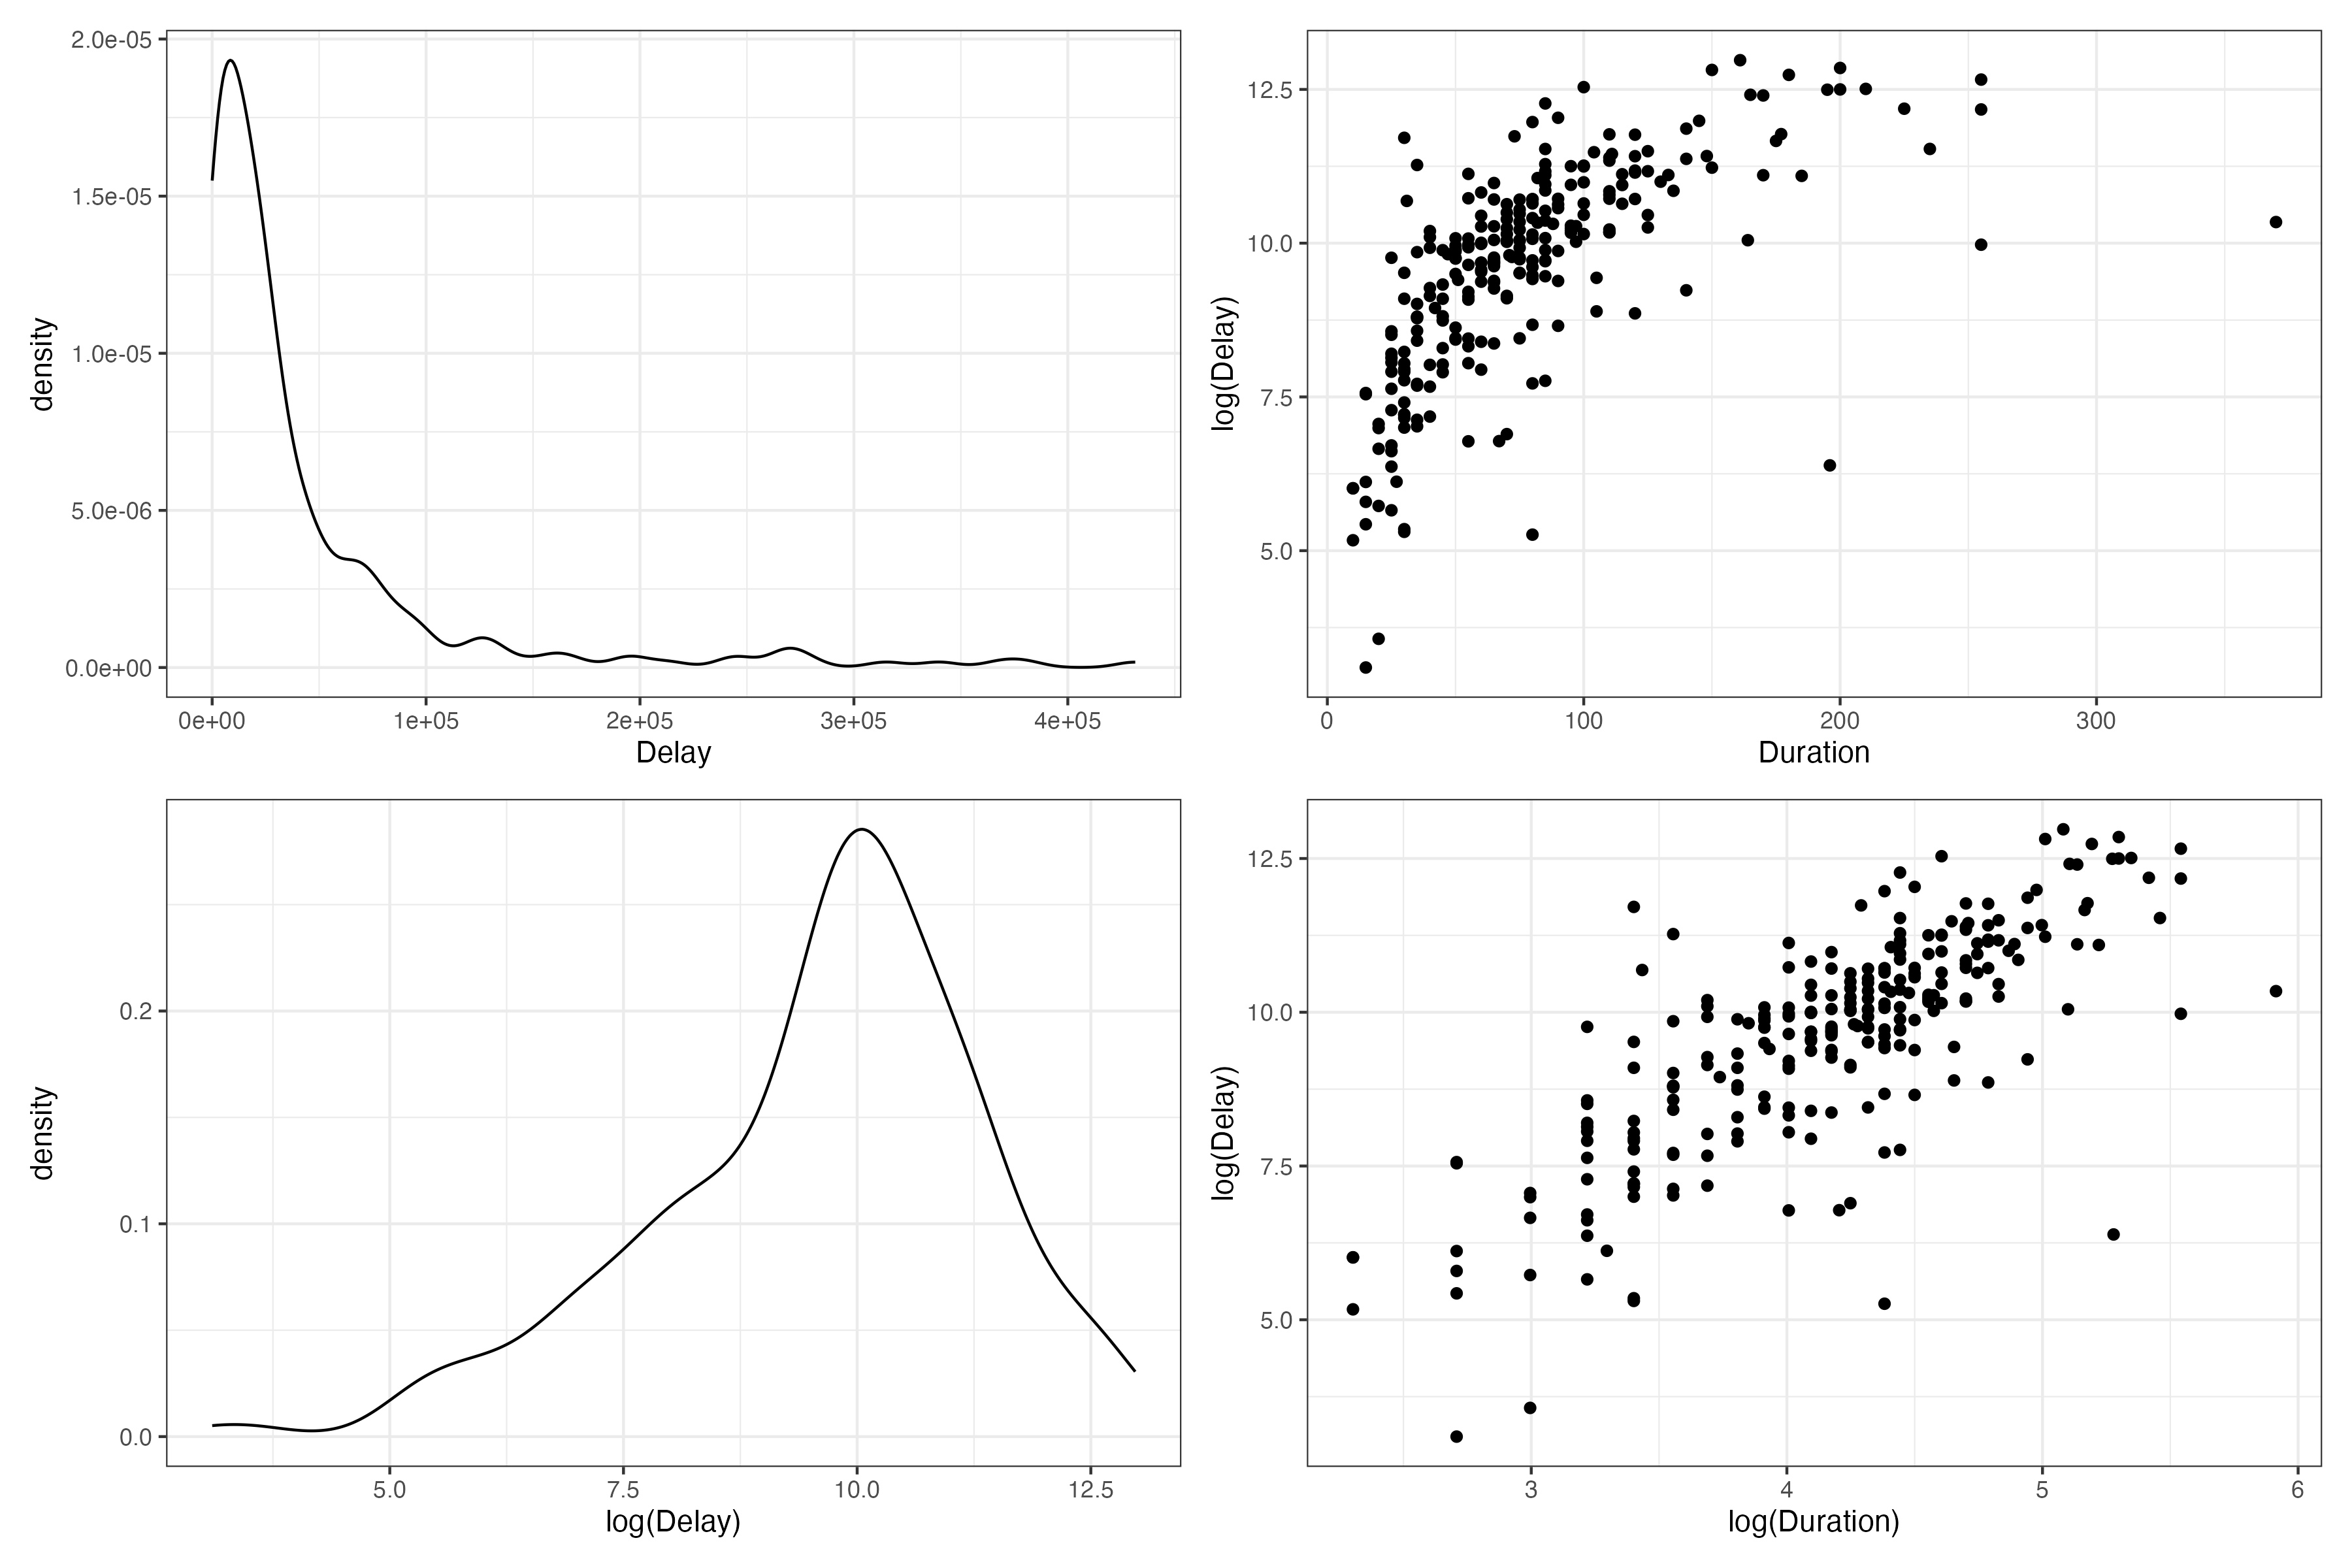 2.0e-05
1.5e-05
1.0e-05
5.0e-06
0.0e+00
density
0e+00 1e+05 2e+05 3e+05 4e+05
Delay
12.5
10.0
7.5
5.0
log(Delay)
0 100 200 300
Duration
0.2
0.1
0.0
density
5.0 7.5 10.0 12.5
log(Delay)
12.5
10.0
7.5
5.0
log(Delay)
3 4 5 6
log(Duration)